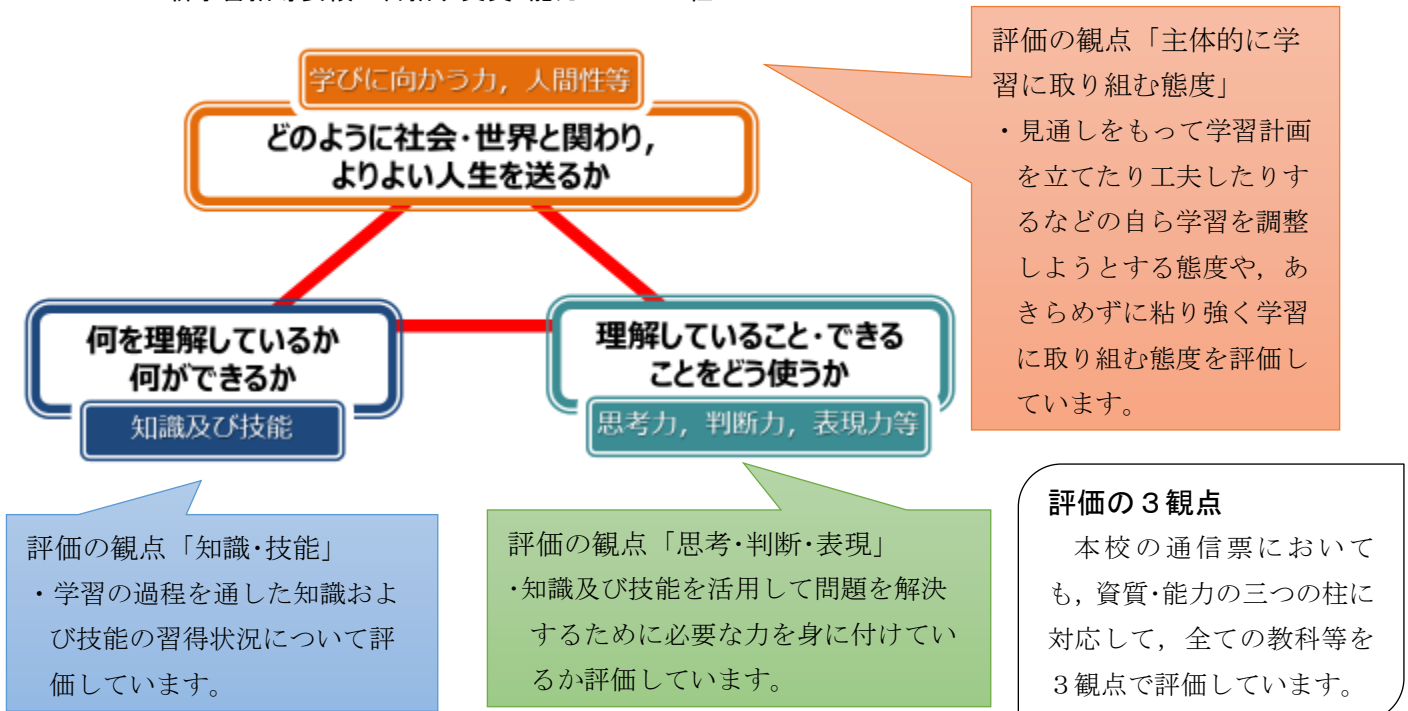 学びに向かう力，人間性等
どのように社会・世界と関わり，
よりよい人生を送るか
何を理解しているか
何ができるか
知識及び技能
理解していること・できる
ことをどう使うか
思考力，判断力，表現力等
評価の観点「主体的に学
習に取り組む態度」
・見通しをもって学習計画
を立てたり工夫したりす
るなどの自ら学習を調整
しようとする態度や，あ
きらめずに粘り強く学習
に取り組む態度を評価し
ています。
評価の観点「知識・技能」
・学習の過程を通した知識およ
び技能の習得状況について評
価しています。
評価の観点「思考・判断・表現」
・知識及び技能を活用して問題を解決
するために必要な力を身に付けてい
るか評価しています。
評価の３観点
本校の通信票において
も，資質・能力の三つの柱に
対応して，全ての教科等を
３観点で評価しています。